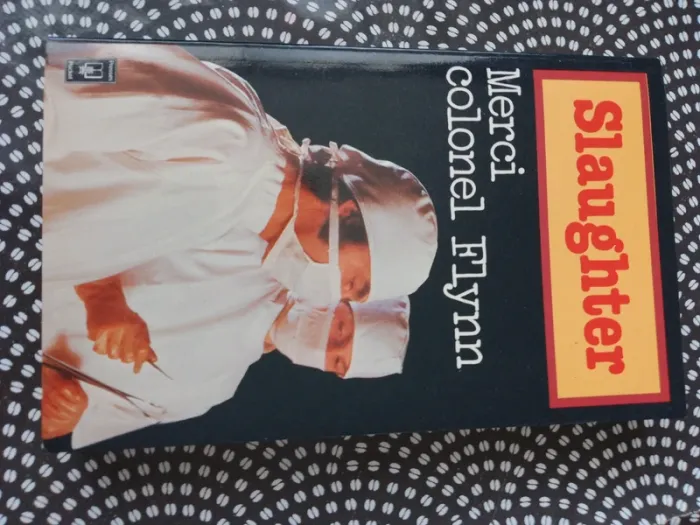 Slaughter
Merci
colonel Flynn